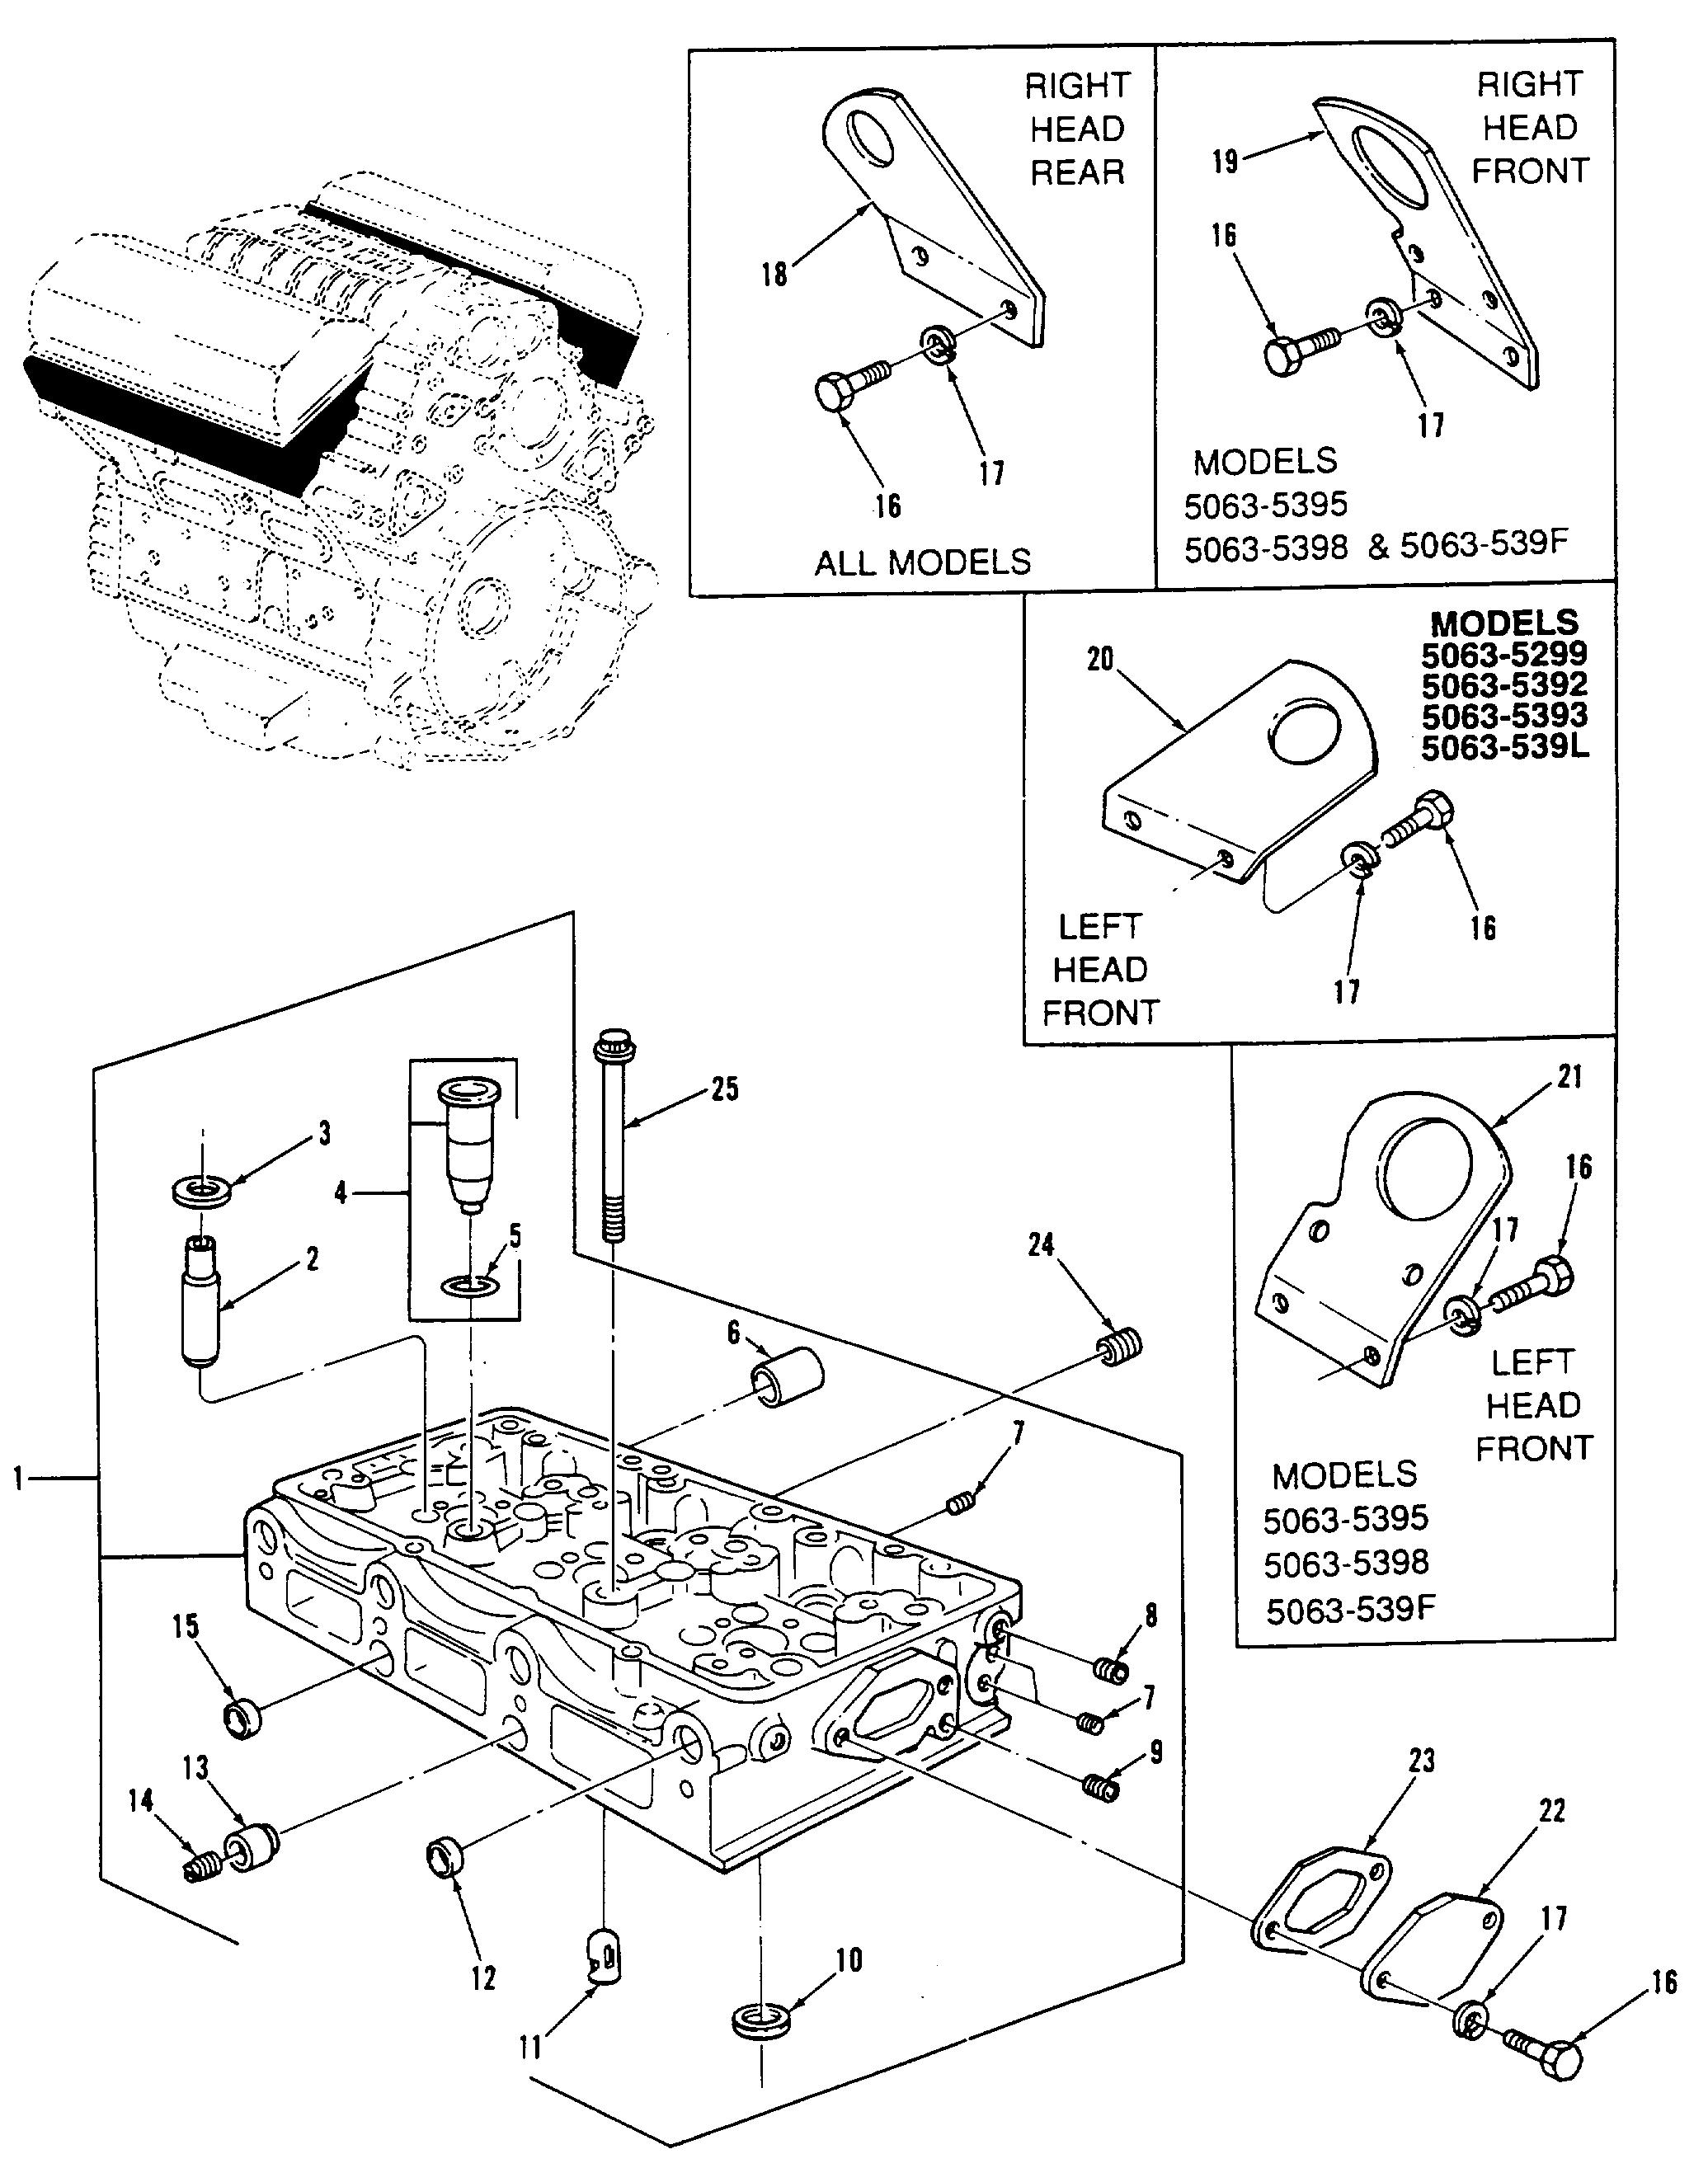 RIGHT
HEAD
REAR
18
17
16
ALL MODELS
RIGHT
HEAD
FRONT
19
16
17
MODELS
5063-5395
5063-5398 & 5063-539F
MODELS
5063-5299
5063-5392
5063-5393
5063-539L
20
16
17
LEFT
HEAD
FRONT
21
16
17
LEFT
HEAD
FRONT
MODELS
5063-5395
5063-5398
5063-539F
25
3
4
2
5
24
6
7
1
15
8
7
9
13
14
23
22
17
12
10
11
16